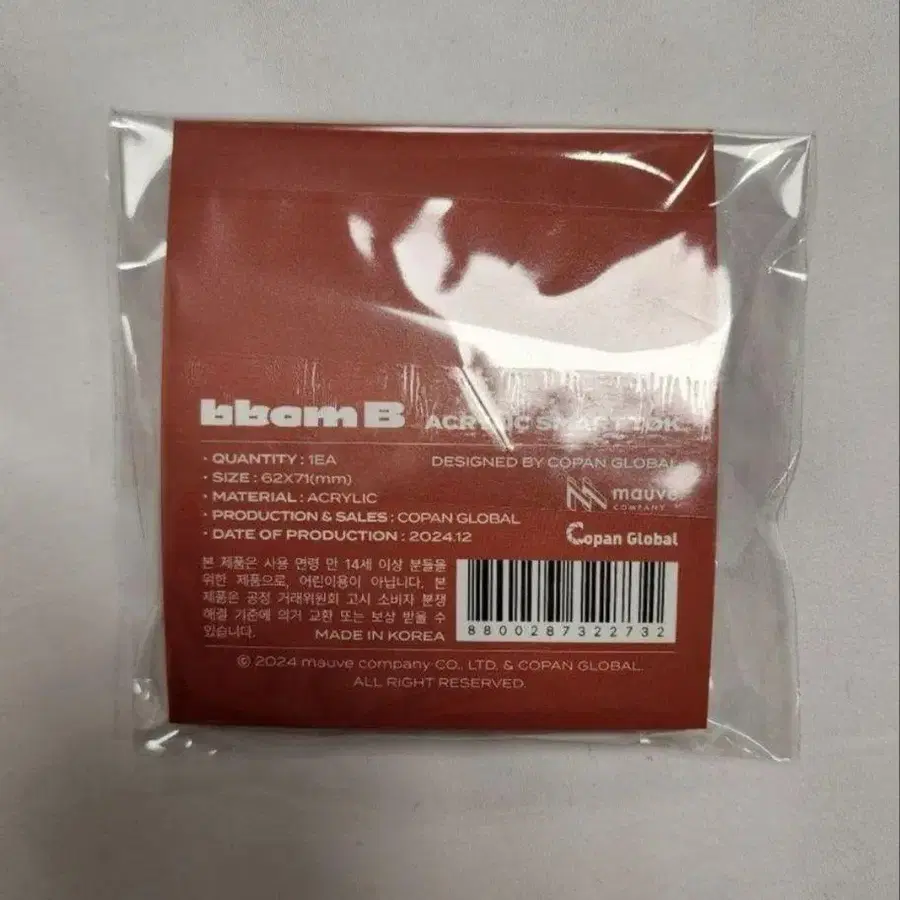 bbom B ACRYLIC SMART TOK
· QUANTITY : 1EA
DESIGNED BY COPAN GLOBAL
· SIZE : 62X71(mm)
· MATERIAL : ACRYLIC
mauve
COMPANY
· PRODUCTION & SALES : COPAN GLOBAL
· DATE OF PRODUCTION : 2024.12
Copan Global
본 제품은 사용 연령 만 14세 이상 분들을
위한 제품으로, 어린이용이 아닙니다. 본
제품은 공정 거래위원회 고시 소비자 분쟁
해결 기준에 의거 교환 또는 보상 받을 수
있습니다.
MADE IN KOREA
8800287322732
© 2024 mauve company CO., LTD. & COPAN GLOBAL.
ALL RIGHT RESERVED.